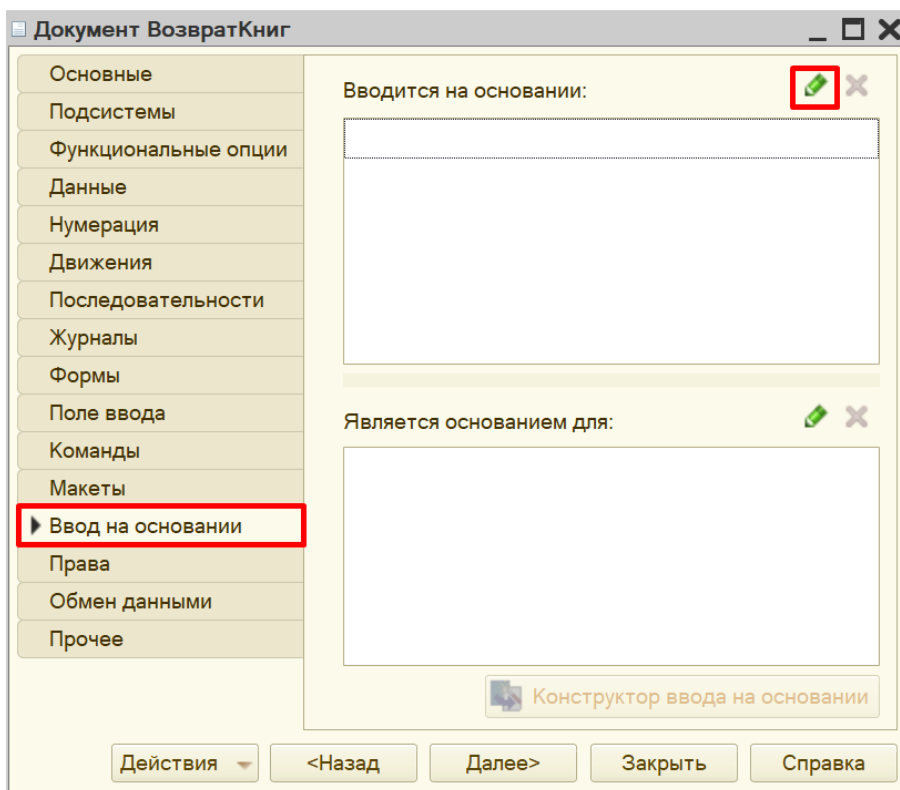 Документ ВозвратКниг
Основные
Подсистемы
Функциональные опции
Данные
Нумерация
Движения
Последовательности
Журналы
Формы
Поле ввода
Команды
Макеты
Ввод на основании
Права
Обмен данными
Прочее
Вводится на основании:
Является основанием для:
Конструктор ввода на основании
Действия
<Назад
Далее>
Закрыть
Справка